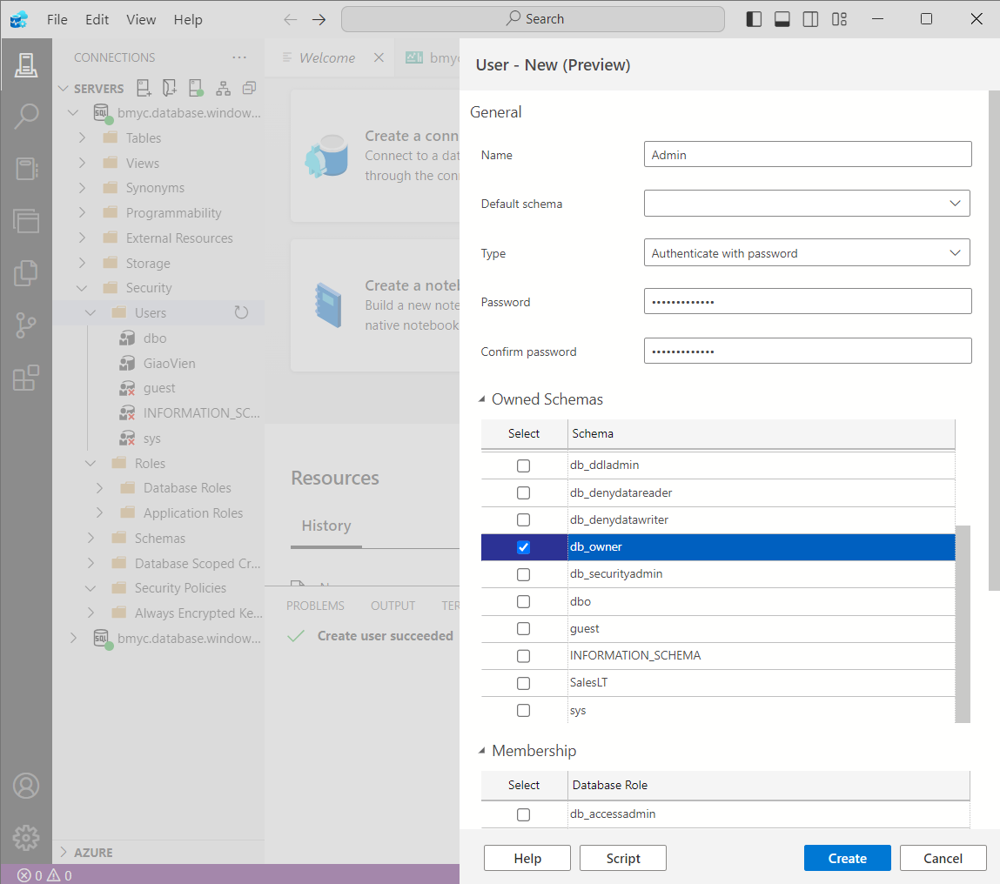 File Edit View Help Search
CONNECTIONS
SERVERS
bmyc.database.window...
Tables
Views
Synonyms
Programmability
External Resources
Storage
Security
Users
dbo
GiaoVien
guest
INFORMATION_SC...
sys
Roles
Database Roles
Application Roles
Schemas
Database Scoped Cr...
Security Policies
Always Encrypted Ke...
bmyc.database.window...
AZURE
0 0
Welcome bmyc
Create a conn
Connect to a dat
through the conn
Create a noteb
Build a new note
native notebook
Resources
History
PROBLEMS OUTPUT TER
Create user succeeded
User - New (Preview)
General
Name Admin
Default schema
Type Authenticate with password
Password •••••••••••••
Confirm password •••••••••••••
Owned Schemas
Select Schema
db_ddladmin
db_denydatareader
db_denydatawriter
db_owner
db_securityadmin
dbo
guest
INFORMATION_SCHEMA
SalesLT
sys
Membership
Select Database Role
db_accessadmin
Help Script Create Cancel